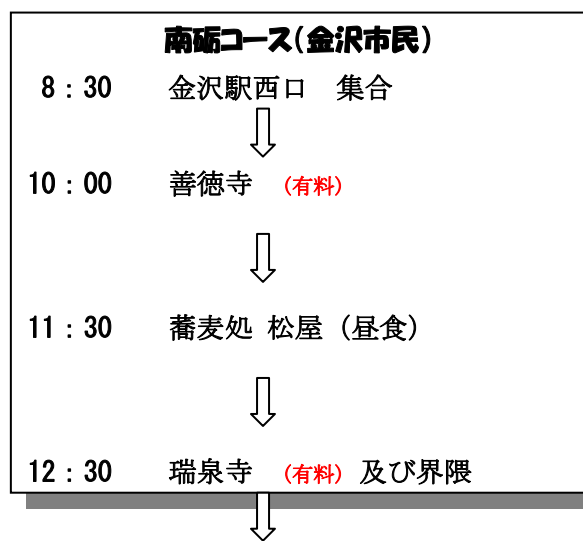 南砺コース(金沢市民)
8:30 金沢駅西口 集合
10:00 善徳寺 (有料)
11:30 蕎麦処 松屋 (昼食)
12:30 瑞泉寺 (有料) 及び界隈